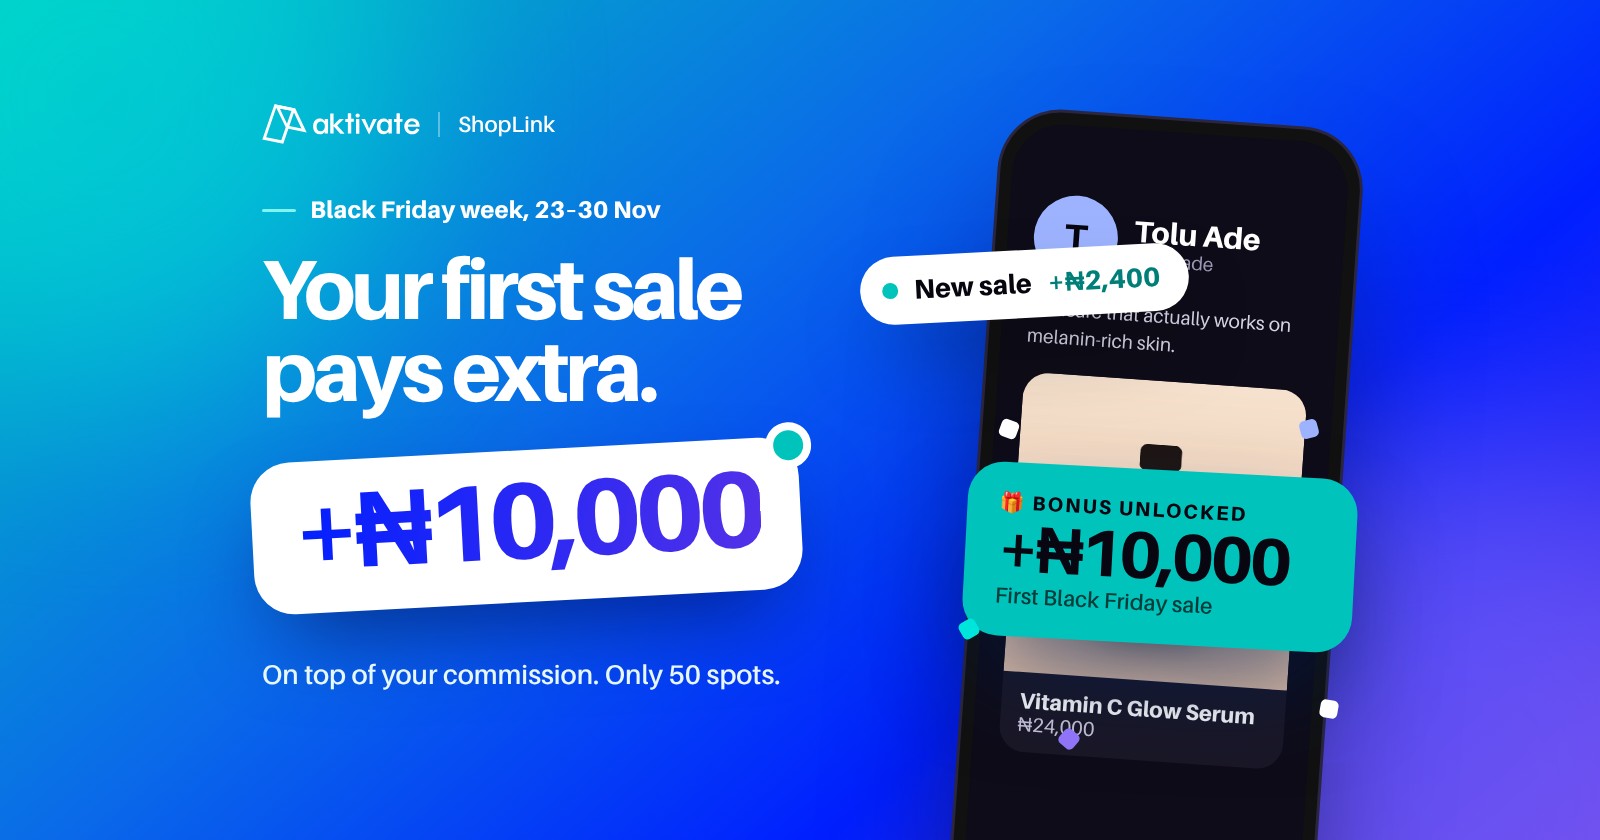 aktivate | ShopLink
Black Friday week, 23–30 Nov
Your first sale
pays extra.
+₦10,000
On top of your commission. Only 50 spots.
T
Tolu Ade
ade
New sale +₦2,400
that actually works on
melanin-rich skin.
🎁 BONUS UNLOCKED
+₦10,000
First Black Friday sale
Vitamin C Glow Serum
₦24,000